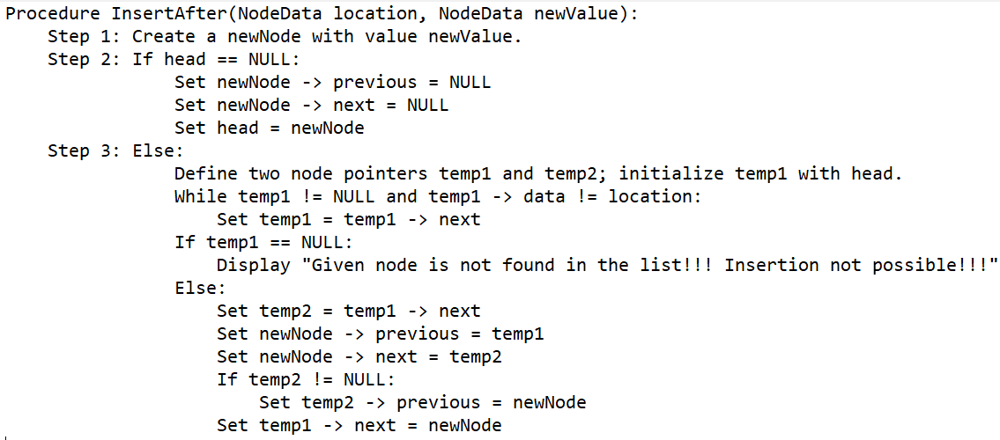 Procedure InsertAfter(NodeData location, NodeData newValue):
Step 1: Create a newNode with value newValue.
Step 2: If head == NULL:
Set newNode -> previous = NULL
Set newNode -> next = NULL
Set head = newNode
Step 3: Else:
Define two node pointers temp1 and temp2; initialize temp1 with head.
While temp1 != NULL and temp1 -> data != location:
Set temp1 = temp1 -> next
If temp1 == NULL:
Display "Given node is not found in the list!!! Insertion not possible!!!"
Else:
Set temp2 = temp1 -> next
Set newNode -> previous = temp1
Set newNode -> next = temp2
If temp2 != NULL:
Set temp2 -> previous = newNode
Set temp1 -> next = newNode